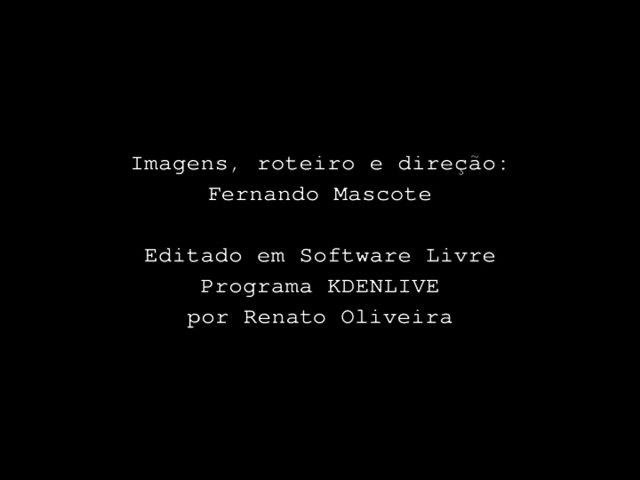 Imagens, roteiro e direção:
Fernando Mascote
Editado em Software Livre
Programa KDENLIVE
por Renato Oliveira